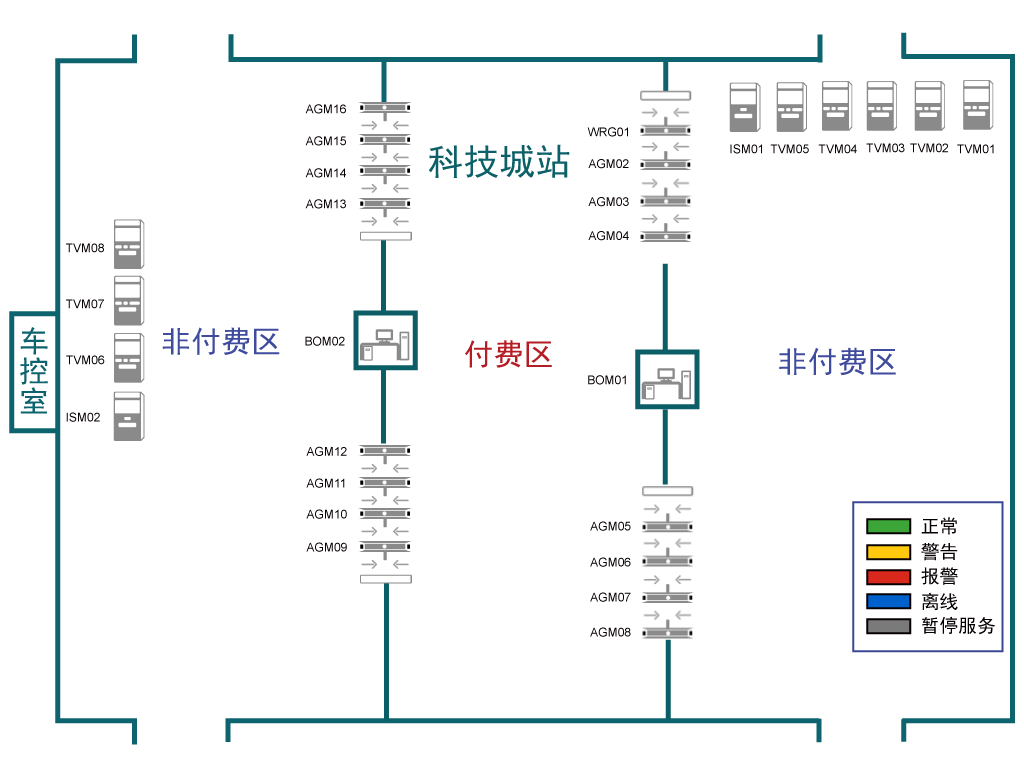 AGM16
AGM15
AGM14
AGM13
科技城站
WRG01
AGM02
AGM03
AGM04
ISM01
TVM05
TVM04
TVM03
TVM02
TVM01
TVM08
TVM07
TVM06
ISM02
车控室
非付费区
BOM02
付费区
BOM01
非付费区
AGM12
AGM11
AGM10
AGM09
AGM05
AGM06
AGM07
AGM08
正常
警告
报警
离线
暂停服务